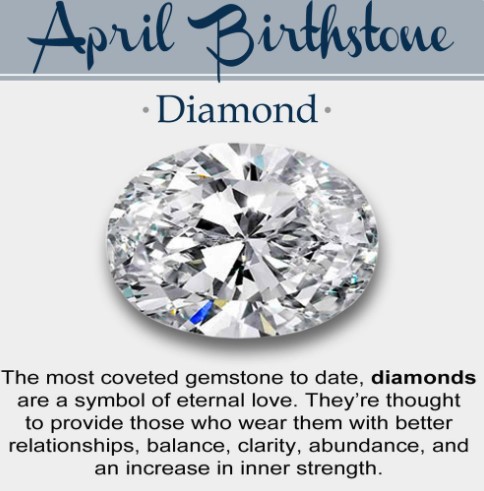 April Birthstone
• Diamond •
The most coveted gemstone to date, diamonds
are a symbol of eternal love. They're thought
to provide those who wear them with better
relationships, balance, clarity, abundance, and
an increase in inner strength.